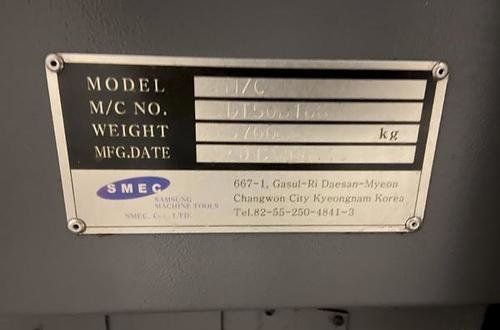 MODEL M/C
M/C NO.
WEIGHT kg
MFG.DATE
SMEC
SAMSUNG
MACHINE TOOLS
SMEC. Co., LTD.
667-1, Gasul-Ri Daesan-Myeon
Changwon City Kyeongnam Korea
Tel.82-55-250-4841-3